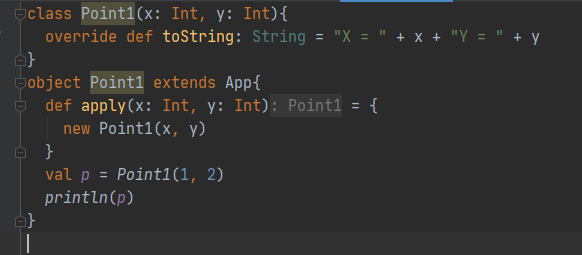 class Point1(x: Int, y: Int){
  override def toString: String = "X = " + x + "Y = " + y
}
object Point1 extends App{
  def apply(x: Int, y: Int): Point1 = {
    new Point1(x, y)
  }
  val p = Point1(1, 2)
  println(p)
}